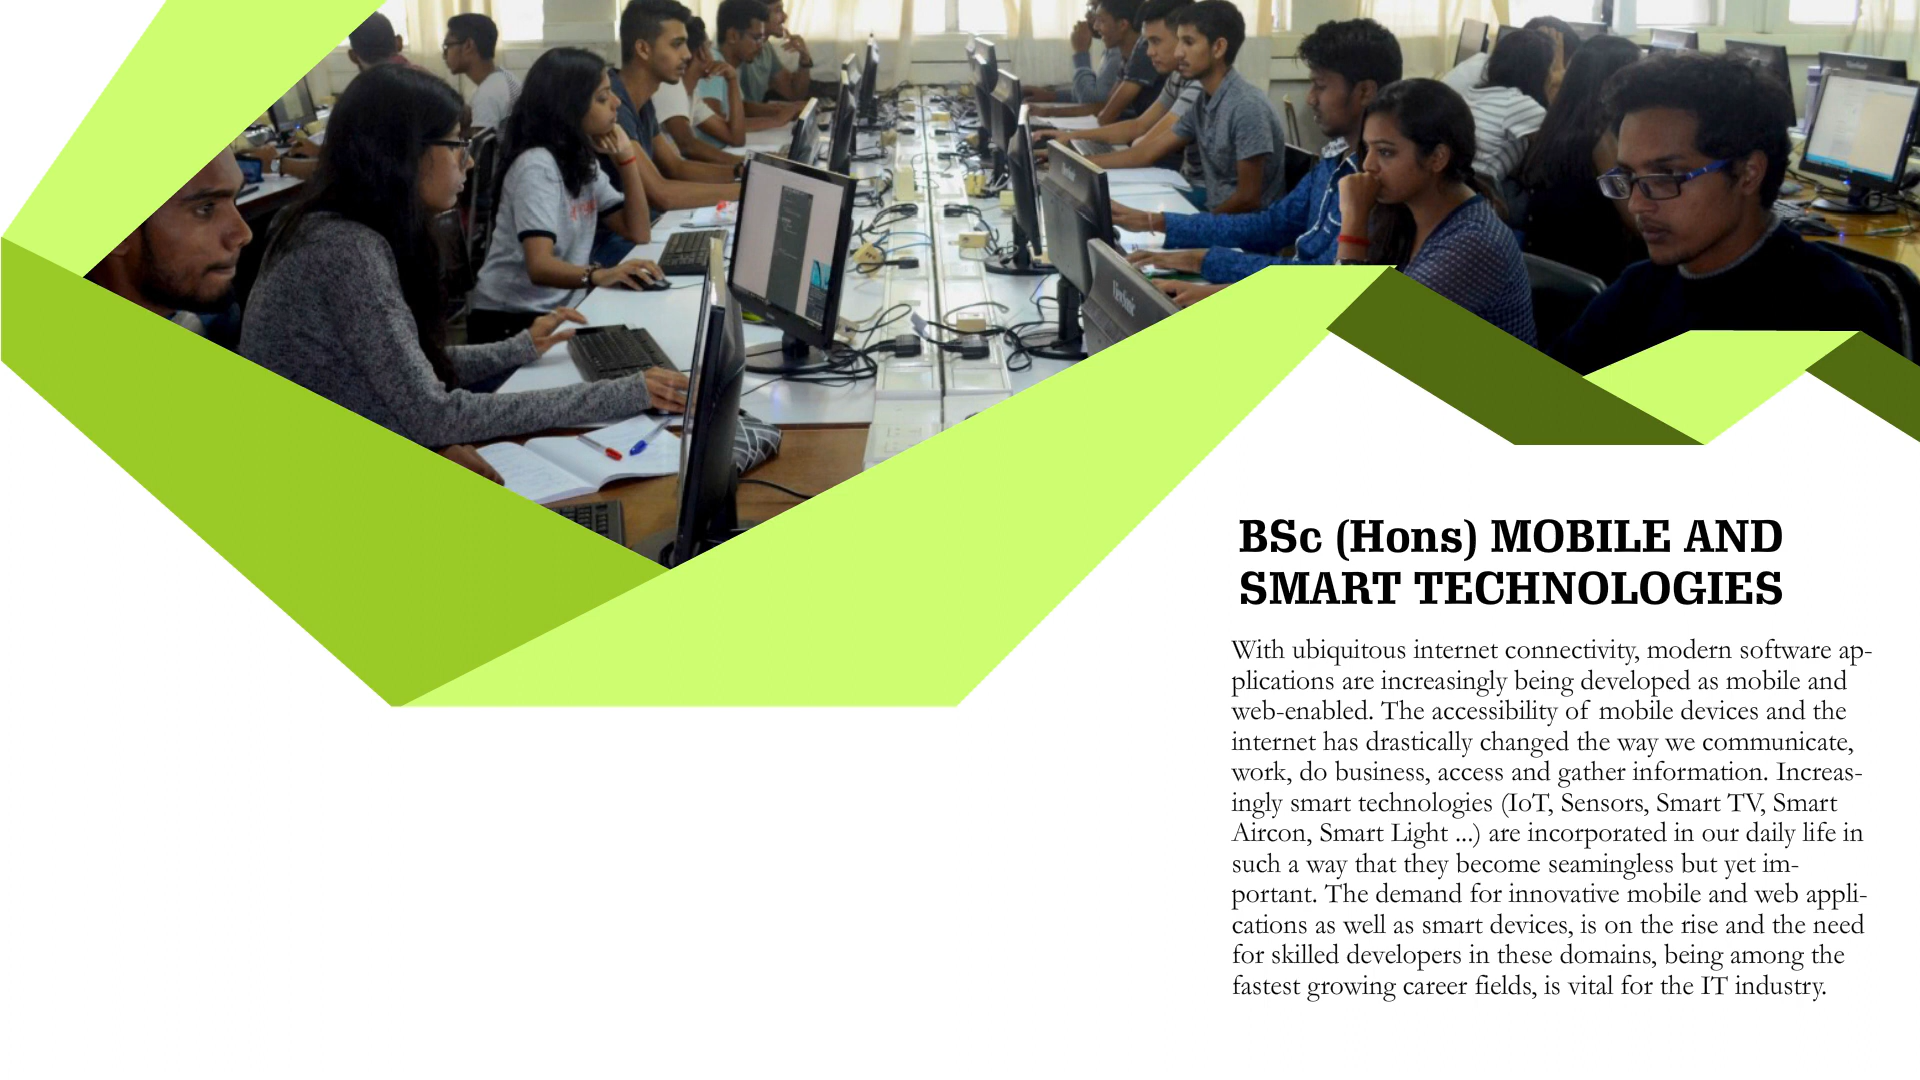 BSc (Hons) MOBILE AND
SMART TECHNOLOGIES
With ubiquitous internet connectivity, modern software ap-
plications are increasingly being developed as mobile and
web-enabled. The accessibility of mobile devices and the
internet has drastically changed the way we communicate,
work, do business, access and gather information. Increas-
ingly smart technologies (IoT, Sensors, Smart TV, Smart
Aircon, Smart Light ...) are incorporated in our daily life in
such a way that they become seamingless but yet im-
portant. The demand for innovative mobile and web appli-
cations as well as smart devices, is on the rise and the need
for skilled developers in these domains, being among the
fastest growing career fields, is vital for the IT industry.
ViewSonic